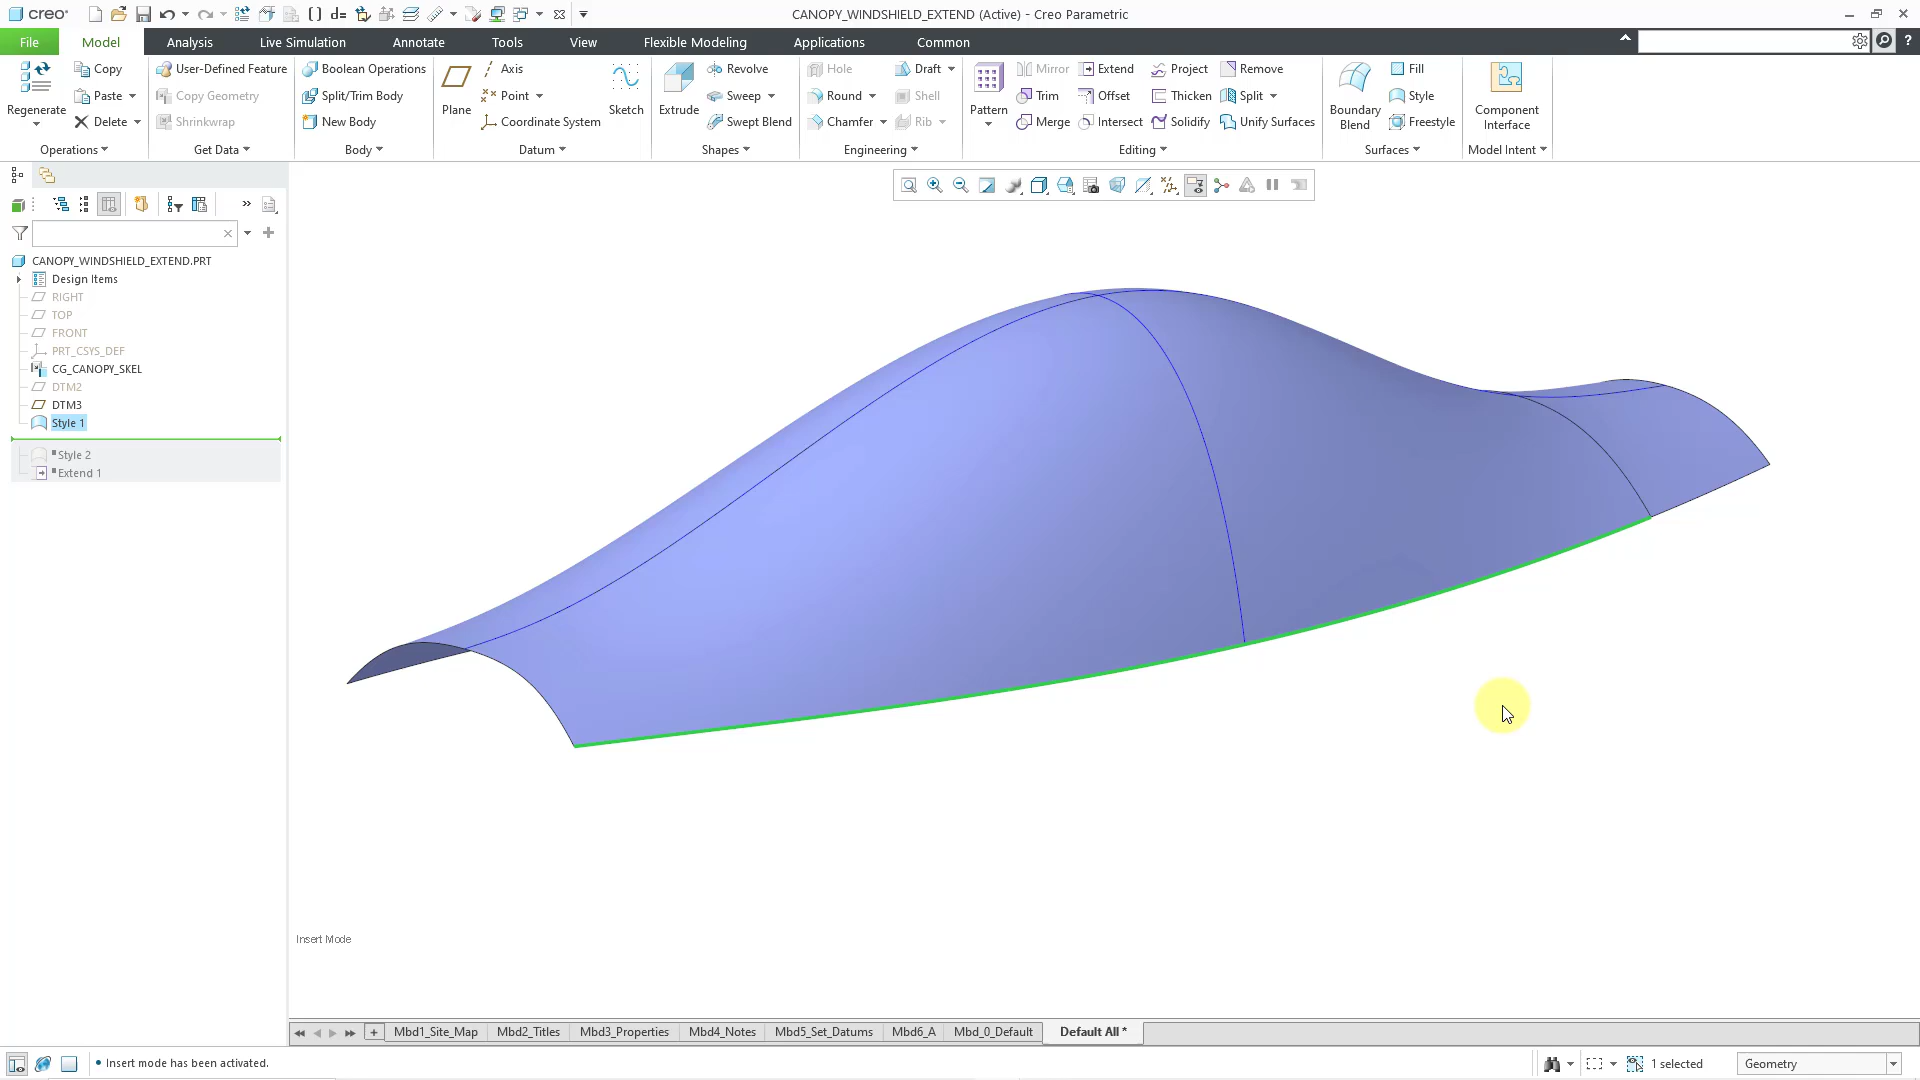 creo
CANOPY_WINDSHIELD_EXTEND (Active) - Creo Parametric
File Model Analysis Live Simulation Annotate Tools View Flexible Modeling Applications Common
Regenerate
Copy
Paste
Delete
Operations
User-Defined Feature
Copy Geometry
Shrinkwrap
Get Data
Boolean Operations
Split/Trim Body
New Body
Body
Plane
Axis
Point
Coordinate System
Sketch
Datum
Extrude
Revolve
Sweep
Swept Blend
Shapes
Hole
Round
Chamfer
Draft
Shell
Rib
Engineering
Pattern
Mirror
Trim
Merge
Extend
Offset
Intersect
Project
Thicken
Solidify
Remove
Split
Unify Surfaces
Editing
Boundary
Blend
Fill
Style
Freestyle
Surfaces
Component
Interface
Model Intent
CANOPY_WINDSHIELD_EXTEND.PRT
Design Items
RIGHT
TOP
FRONT
PRT_CSYS_DEF
CG_CANOPY_SKEL
DTM2
DTM3
Style 1
Style 2
Extend 1
Insert Mode
Mbd1_Site_Map Mbd2_Titles Mbd3_Properties Mbd4_Notes Mbd5_Set_Datums Mbd6_A Mbd_0_Default Default All *
• Insert mode has been activated.
1 selected
Geometry